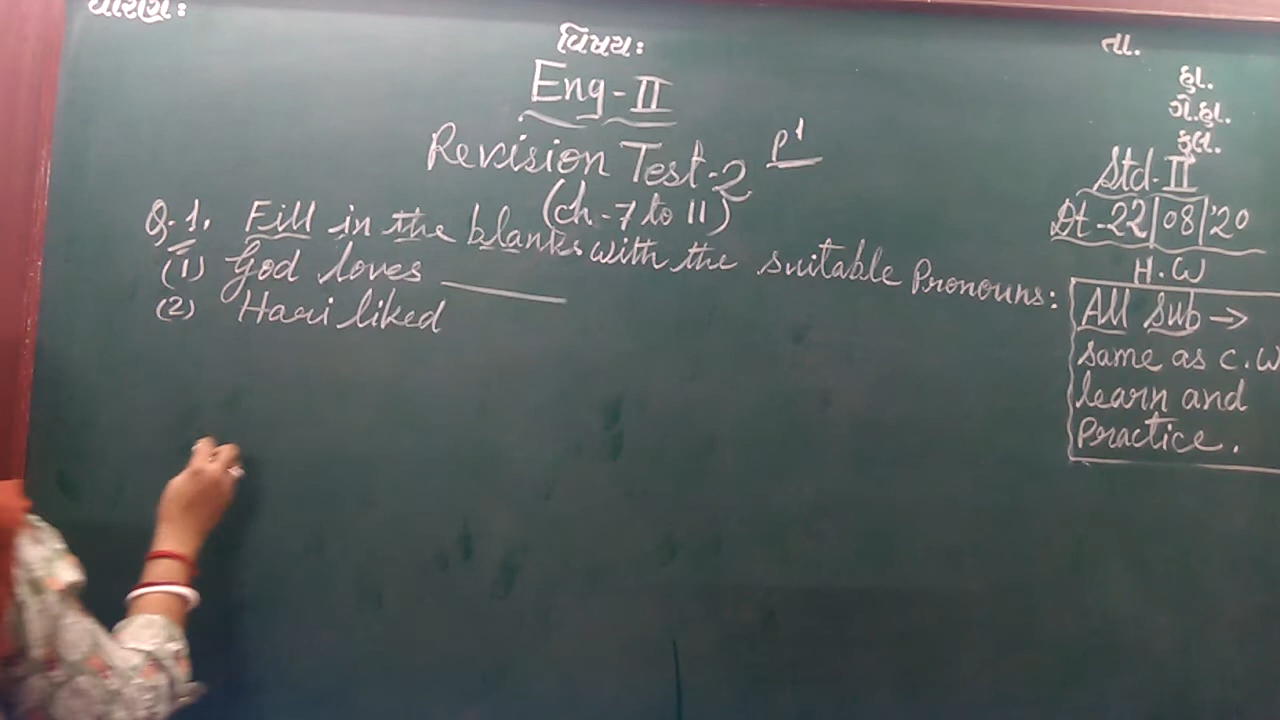 વિષય:
તા.
હા.
ગે.હા.
કુલ.
Eng-II
Revision Test-2 P1
(ch-7 to 11)
Std-II
Dt-22|08|'20
Q-1. Fill in the blanks with the suitable Pronouns:
(1) God loves ______
(2) Hari liked
H.W
All Sub →
same as C.W
learn and
Practice.